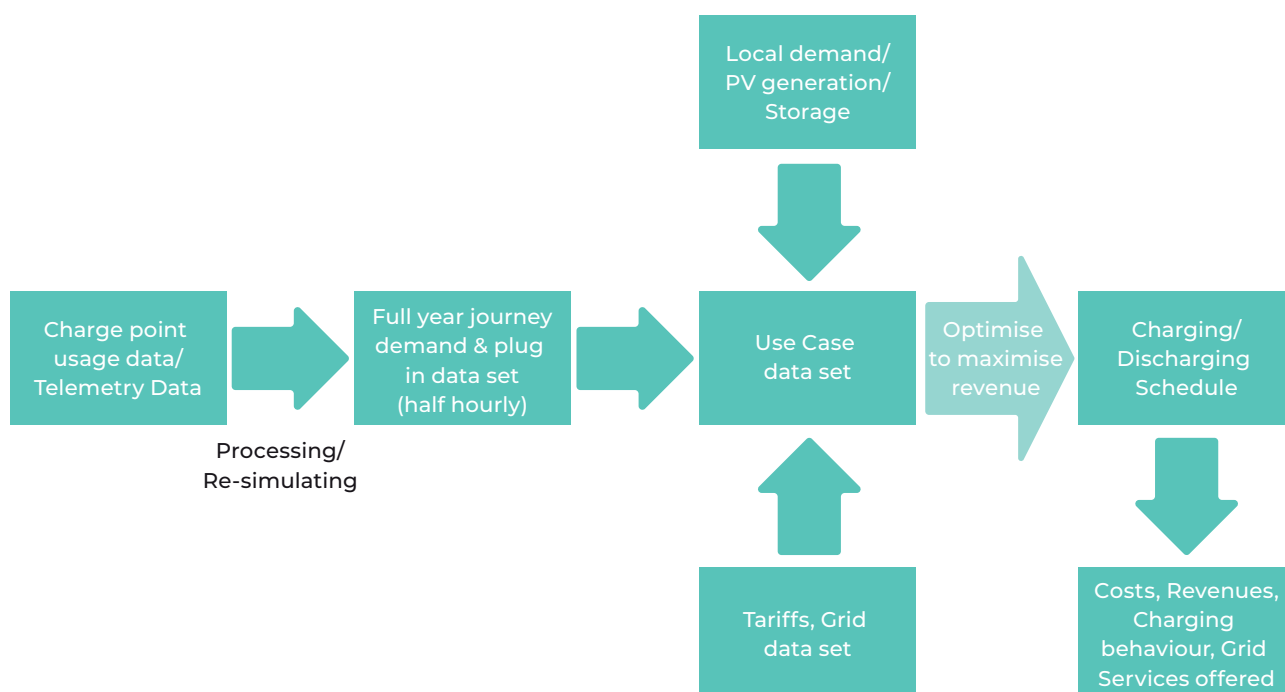 Local demand/
PV generation/
Storage
Charge point
usage data/
Telemetry Data
Processing/
Re-simulating
Full year journey
demand & plug
in data set
(half hourly)
Use Case
data set
Optimise
to maximise
revenue
Charging/
Discharging
Schedule
Tariffs, Grid
data set
Costs, Revenues,
Charging
behaviour, Grid
Services offered